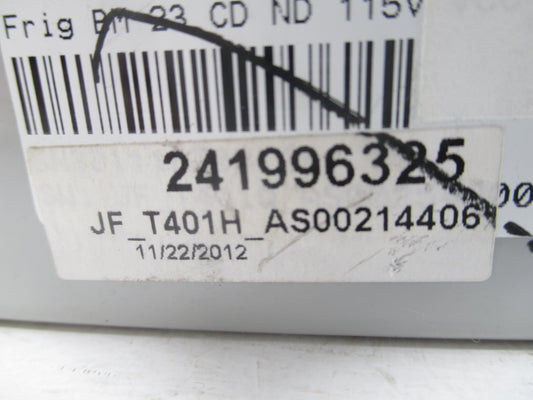 Frig BM 23 CD ND 115V
241996325
JF_T401H_AS00214406
11/22/2012